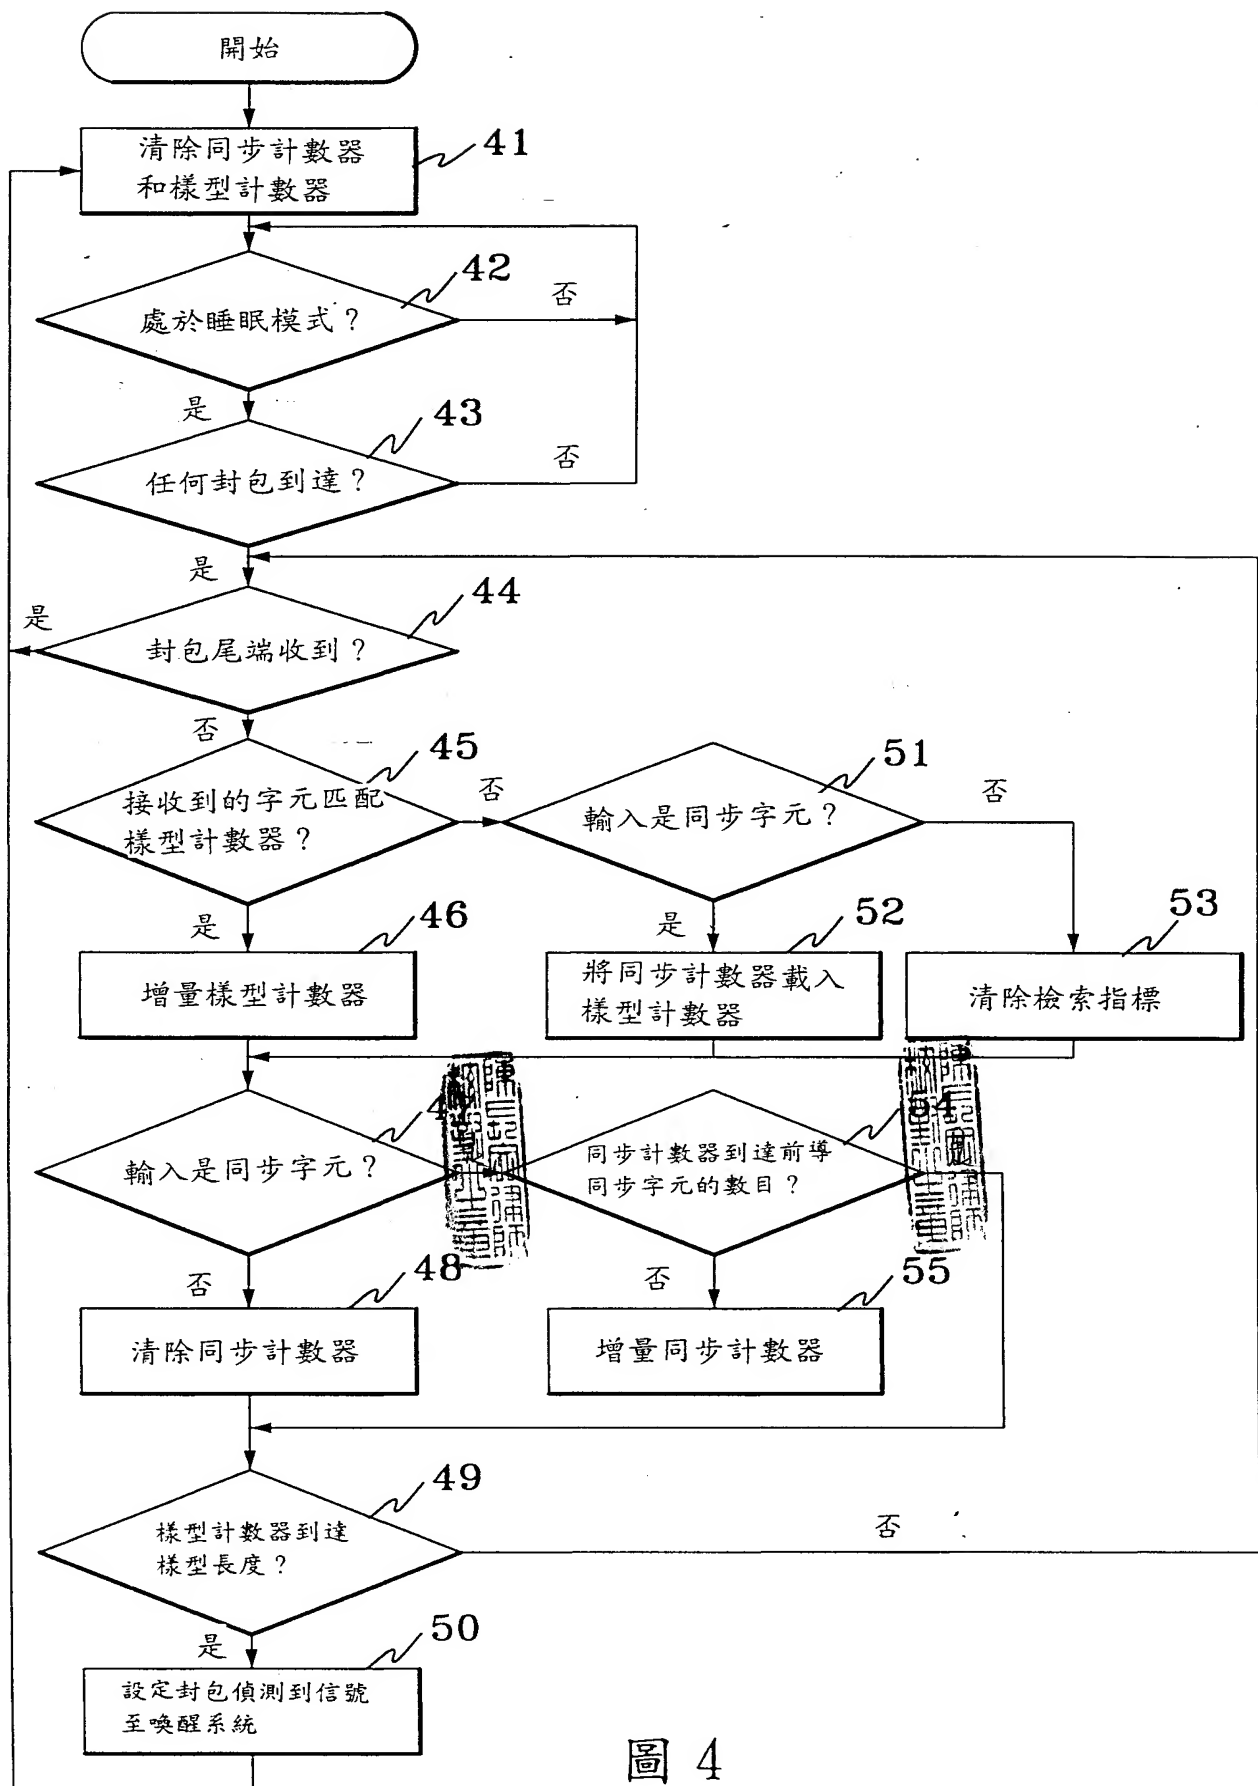 開始
清除同步計數器
和樣型計數器
41
處於睡眠模式？
42
否
是
任何封包到達？
43
否
是
封包尾端收到？
44
是
否
接收到的字元匹配
樣型計數器？
45
否
輸入是同步字元？
51
否
是
增量樣型計數器
46
是
將同步計數器載入
樣型計數器
52
清除檢索指標
53
輸入是同步字元？
同步計數器到達前導
同步字元的數目？
54
否
清除同步計數器
48
否
增量同步計數器
55
樣型計數器到達
樣型長度？
49
否
是
設定封包偵測到信號
至喚醒系統
50
圖 4